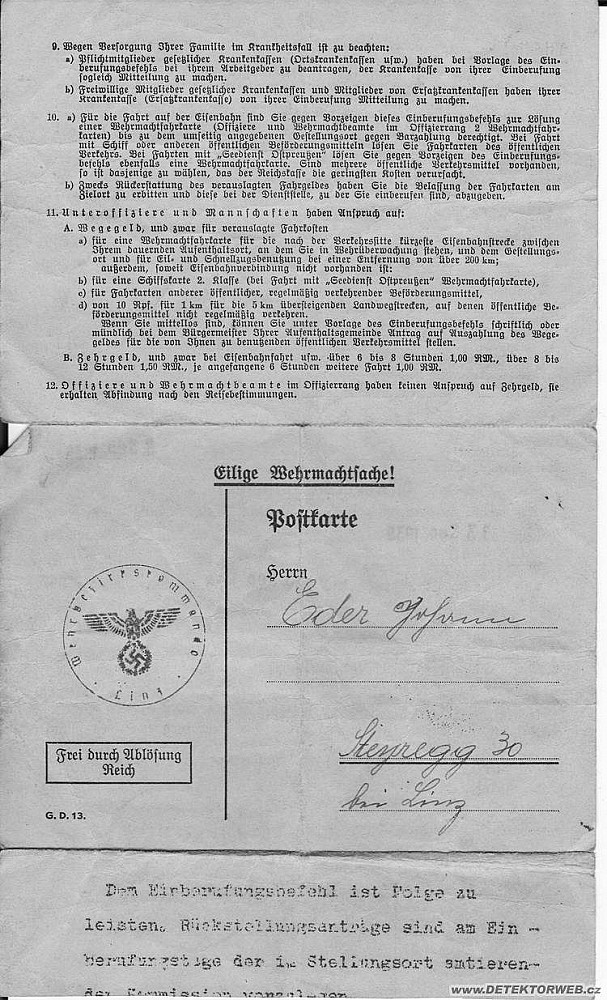 9. Wegen Versorgung Ihrer Familie im Krankheitsfall ist zu beachten:
a) Pflichtmitglieder gesetzlicher Krankenkassen (Ortskrankenkassen usw.) haben bei Vorlage des Ein-
berufungsbefehls bei ihrem Arbeitgeber zu beantragen, der Krankenkasse von ihrer Einberufung
sogleich Mitteilung zu machen.
b) Freiwillige Mitglieder gesetzlicher Krankenkassen und Mitglieder von Ersatzkrankenkassen haben ihrer
Krankenkasse (Ersatzkrankenkasse) von ihrer Einberufung Mitteilung zu machen.
10. a) Für die Fahrt auf der Eisenbahn sind Sie gegen Vorzeigen dieses Einberufungsbefehls zur Lösung
einer Wehrmachtfahrkarte (Offiziere und Wehrmachtbeamte im Offizierrang 2 Wehrmachtfahr-
karten) bis zu dem umseitig angegebenen Gestellungsort gegen Barzahlung berechtigt. Bei Fahrten
mit Schiff oder anderen öffentlichen Beförderungsmitteln lösen Sie Fahrkarten des öffentlichen
Verkehrs. Bei Fahrten mit „Seedienst Ostpreußen" lösen Sie gegen Vorzeigen des Einberufungs-
befehls ebenfalls eine Wehrmachtfahrkarte. Sind mehrere öffentliche Verkehrsmittel vorhanden,
so ist dasjenige zu wählen, das der Reichskasse die geringsten Kosten verursacht.
b) Zwecks Rückerstattung des verauslagten Fahrgeldes haben Sie die Belassung der Fahrkarten am
Zielort zu erbitten und diese bei der Dienststelle, zu der Sie einberufen sind, abzugeben.
11. Unteroffiziere und Mannschaften haben Anspruch auf:
A. Wegegeld, und zwar für verauslagte Fahrkosten
a) für eine Wehrmachtfahrkarte für die nach der Verkehrssitte kürzeste Eisenbahnstrecke zwischen
Ihrem dauernden Aufenthaltsort, an dem Sie in Wehrüberwachung stehen, und dem Gestellungs-
ort und für Eil- und Schnellzugsbenutzung bei einer Entfernung von über 200 km;
außerdem, soweit Eisenbahnverbindung nicht vorhanden ist:
b) für eine Schiffskarte 2. Klasse (bei Fahrt mit „Seedienst Ostpreußen" Wehrmachtfahrkarte),
c) für Fahrkarten anderer öffentlicher, regelmäßig verkehrender Beförderungsmittel,
d) von 10 Rpf. für 1 km für die 5 km übersteigenden Landwegstrecken, auf denen öffentliche Be-
förderungsmittel nicht regelmäßig verkehren.
Wenn Sie mittellos sind, können Sie unter Vorlage des Einberufungsbefehls schriftlich oder
mündlich bei dem Bürgermeister Ihrer Aufenthaltsgemeinde Antrag auf Auszahlung des Wege-
geldes für die von Ihnen zu benutzenden öffentlichen Verkehrsmittel stellen.
B. Zehrgeld, und zwar bei Eisenbahnfahrt usw. über 6 bis 8 Stunden 1,00 RM., über 8 bis
12 Stunden 1,50 RM., je angefangene 6 Stunden weitere Fahrt 1,00 RM.
12. Offiziere und Wehrmachtbeamte im Offizierrang haben keinen Anspruch auf Zehrgeld, sie
erhalten Abfindung nach den Reisebestimmungen.
Eilige Wehrmachtsache!
Postkarte
Herrn
Eder Johann
Wehrbezirkskommando
Linz
Steyregg 30
bei Linz
Frei durch Ablösung
Reich
G. D. 13.
Dem Einberufungsbefehl ist Folge zu
leisten. Rückstellungsanträge sind am Ein -
berufungstage der im Stellungsort amtieren-
der Kommission vorzulegen
www.DETEKTORWEB.cz